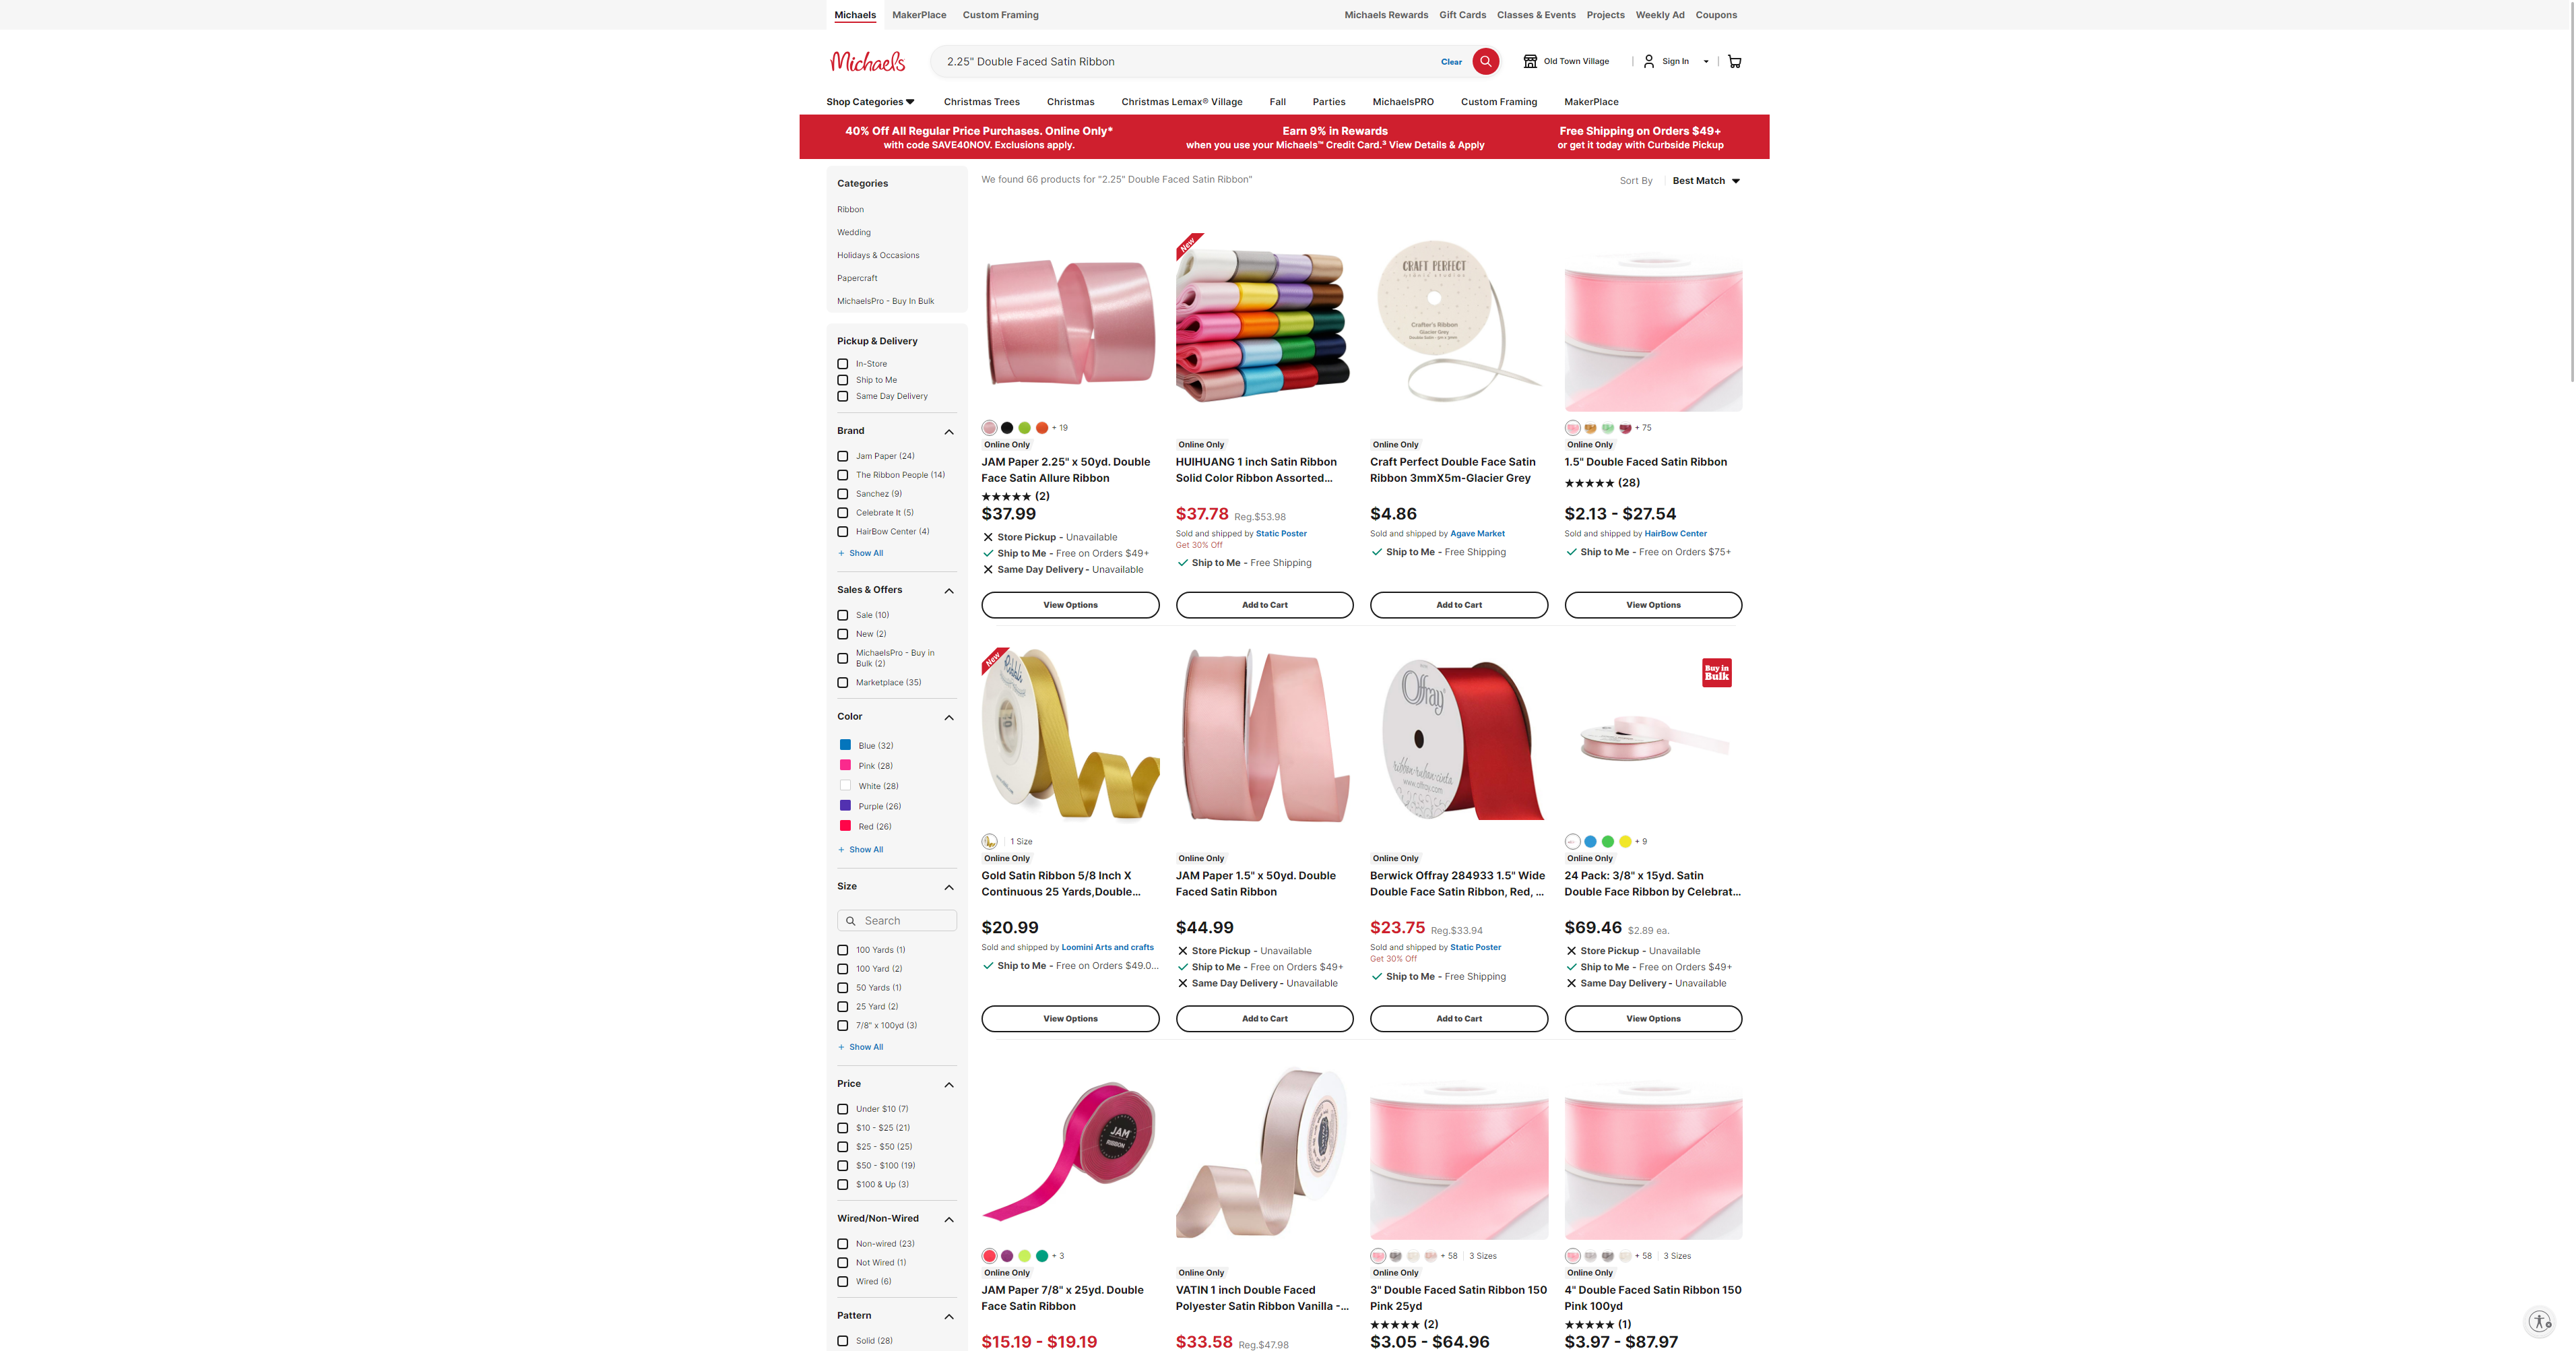 Michaels MakerPlace Custom Framing
Michaels Rewards Gift Cards Classes & Events Projects Weekly Ad Coupons
Michaels
2.25" Double Faced Satin Ribbon
Clear
Old Town Village
Sign In
Shop Categories Christmas Trees Christmas Christmas Lemax® Village Fall Parties MichaelsPRO Custom Framing MakerPlace
40% Off All Regular Price Purchases. Online Only*
with code SAVE40NOV. Exclusions apply.
Earn 9% in Rewards
when you use your Michaels™ Credit Card.³ View Details & Apply
Free Shipping on Orders $49+
or get it today with Curbside Pickup
Categories
Ribbon
Wedding
Holidays & Occasions
Papercraft
MichaelsPro - Buy In Bulk
Pickup & Delivery
In-Store
Ship to Me
Same Day Delivery
Brand
Jam Paper (24)
The Ribbon People (14)
Sanchez (9)
Celebrate It (5)
HairBow Center (4)
+ Show All
Sales & Offers
Sale (10)
New (2)
MichaelsPro - Buy in
Bulk (2)
Marketplace (35)
Color
Blue (32)
Pink (28)
White (28)
Purple (26)
Red (26)
+ Show All
Size
Search
100 Yards (1)
100 Yard (2)
50 Yards (1)
25 Yard (2)
7/8" x 100yd (3)
+ Show All
Price
Under $10 (7)
$10 - $25 (21)
$25 - $50 (25)
$50 - $100 (19)
$100 & Up (3)
Wired/Non-Wired
Non-wired (23)
Not Wired (1)
Wired (6)
Pattern
Solid (28)
We found 66 products for "2.25" Double Faced Satin Ribbon"
Sort By Best Match
+ 19
Online Only
JAM Paper 2.25" x 50yd. Double
Face Satin Allure Ribbon
★★★★★ (2)
$37.99
Store Pickup - Unavailable
Ship to Me - Free on Orders $49+
Same Day Delivery - Unavailable
View Options
New
Online Only
HUIHUANG 1 inch Satin Ribbon
Solid Color Ribbon Assorted...
$37.78 Reg.$53.98
Sold and shipped by Static Poster
Get 30% Off
Ship to Me - Free Shipping
Add to Cart
CRAFT PERFECT
Crafter's Ribbon
Glacier Grey
Online Only
Craft Perfect Double Face Satin
Ribbon 3mmX5m-Glacier Grey
$4.86
Sold and shipped by Agave Market
Ship to Me - Free Shipping
Add to Cart
+ 75
Online Only
1.5" Double Faced Satin Ribbon
★★★★★ (28)
$2.13 - $27.54
Sold and shipped by HairBow Center
Ship to Me - Free on Orders $75+
View Options
New
1 Size
Online Only
Gold Satin Ribbon 5/8 Inch X
Continuous 25 Yards,Double...
$20.99
Sold and shipped by Loomini Arts and crafts
Ship to Me - Free on Orders $49.0...
View Options
Online Only
JAM Paper 1.5" x 50yd. Double
Faced Satin Ribbon
$44.99
Store Pickup - Unavailable
Ship to Me - Free on Orders $49+
Same Day Delivery - Unavailable
Add to Cart
Offray
ribbon·ruban·cinta
www.offray.com
Online Only
Berwick Offray 284933 1.5" Wide
Double Face Satin Ribbon, Red, ...
$23.75 Reg.$33.94
Sold and shipped by Static Poster
Get 30% Off
Ship to Me - Free Shipping
Add to Cart
Buy in
Bulk
+ 9
Online Only
24 Pack: 3/8" x 15yd. Satin
Double Face Ribbon by Celebrat...
$69.46 $2.89 ea.
Store Pickup - Unavailable
Ship to Me - Free on Orders $49+
Same Day Delivery - Unavailable
View Options
JAM
RIBBON
+ 3
Online Only
JAM Paper 7/8" x 25yd. Double
Face Satin Ribbon
$15.19 - $19.19
Online Only
VATIN 1 inch Double Faced
Polyester Satin Ribbon Vanilla -...
$33.58 Reg.$47.98
+ 58 3 Sizes
Online Only
3" Double Faced Satin Ribbon 150
Pink 25yd
★★★★★ (2)
$3.05 - $64.96
+ 58 3 Sizes
Online Only
4" Double Faced Satin Ribbon 150
Pink 100yd
★★★★★ (1)
$3.97 - $87.97